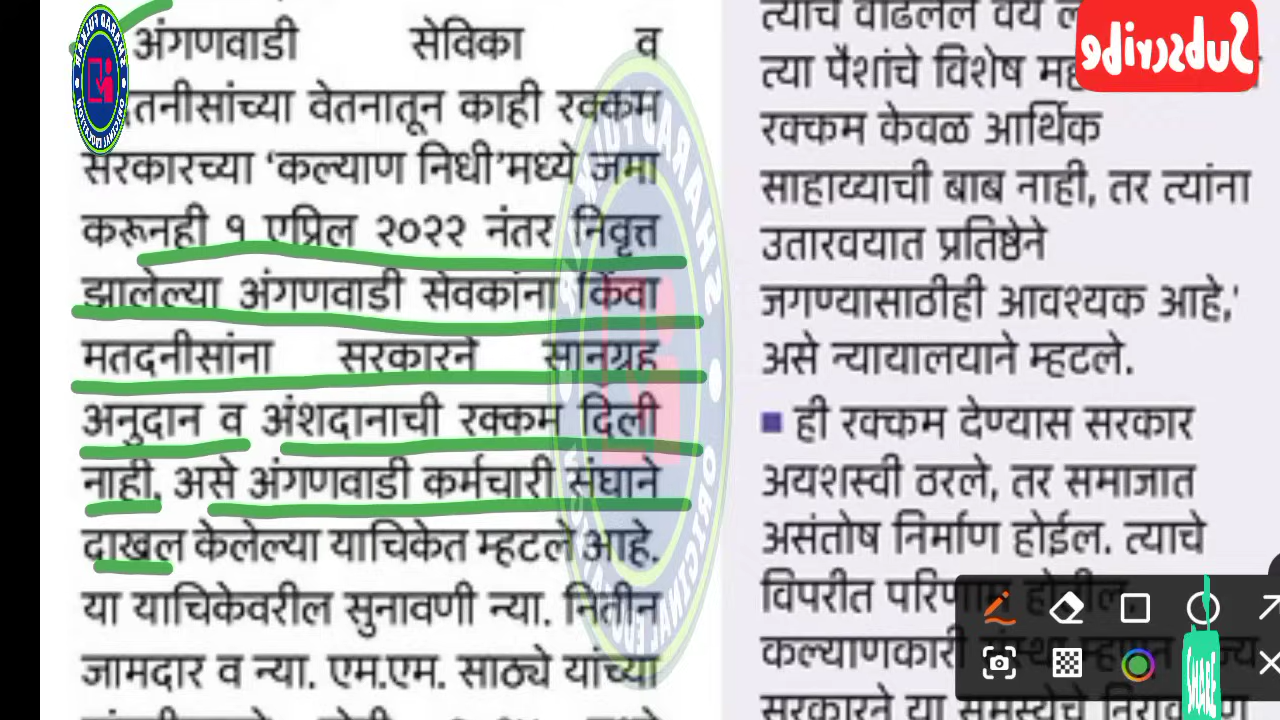 अंगणवाडी सेविका व
तनीसांच्या वेतनातून काही रक्कम
सरकारच्या ‘कल्याण निधी’मध्ये जमा
करूनही १ एप्रिल २०२२ नंतर निवृत्त
झालेल्या अंगणवाडी सेवकांना किंवा
मतदनीसांना सरकारने सानुग्रह
अनुदान व अंशदानाची रक्कम दिली
नाही, असे अंगणवाडी कर्मचारी संघाने
दाखल केलेल्या याचिकेत म्हटले आहे.
या याचिकेवरील सुनावणी न्या. नितीन
जामदार व न्या. एम.एम. साठ्ये यांच्या
त्याचे वाढलेले वय
त्या पैशांचे विशेष
रक्कम केवळ आर्थिक
साहाय्याची बाब नाही, तर त्यांना
उतारवयात प्रतिष्ठेने
जगण्यासाठीही आवश्यक आहे,'
असे न्यायालयाने म्हटले.
■ ही रक्कम देण्यास सरकार
अयशस्वी ठरले, तर समाजात
असंतोष निर्माण होईल. त्याचे
विपरीत परिणाम होतील.
कल्याणकारी संस्था म्हणून राज्य
सरकारने या समस्येचे निराकरण
Subscribe
SHARE